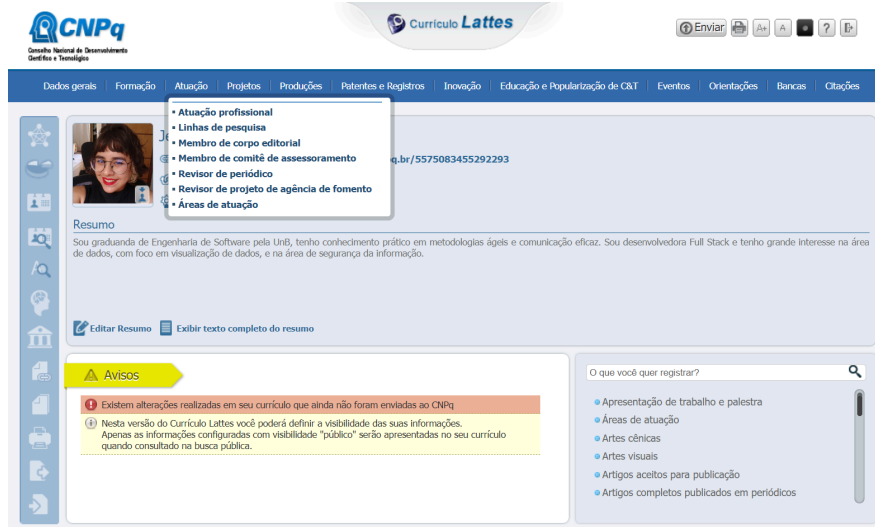 CNPq
Conselho Nacional de Desenvolvimento
Científico e Tecnológico
Currículo Lattes
Enviar A+ A ?
Dados gerais Formação Atuação Projetos Produções Patentes e Registros Inovação Educação e Popularização de C&T Eventos Orientações Bancas Citações
Atuação profissional
Linhas de pesquisa
Membro de corpo editorial
Membro de comitê de assessoramento
Revisor de periódico
Revisor de projeto de agência de fomento
Áreas de atuação
q.br/5575083455292293
Resumo
Sou graduanda de Engenharia de Software pela UnB, tenho conhecimento prático em metodologias ágeis e comunicação eficaz. Sou desenvolvedora Full Stack e tenho grande interesse na área
de dados, com foco em visualização de dados, e na área de segurança da informação.
Editar Resumo Exibir texto completo do resumo
Avisos
Existem alterações realizadas em seu currículo que ainda não foram enviadas ao CNPq
Nesta versão do Currículo Lattes você poderá definir a visibilidade das suas informações.
Apenas as informações configuradas com visibilidade "público" serão apresentadas no seu currículo
quando consultado na busca pública.
O que você quer registrar?
Apresentação de trabalho e palestra
Áreas de atuação
Artes cênicas
Artes visuais
Artigos aceitos para publicação
Artigos completos publicados em periódicos